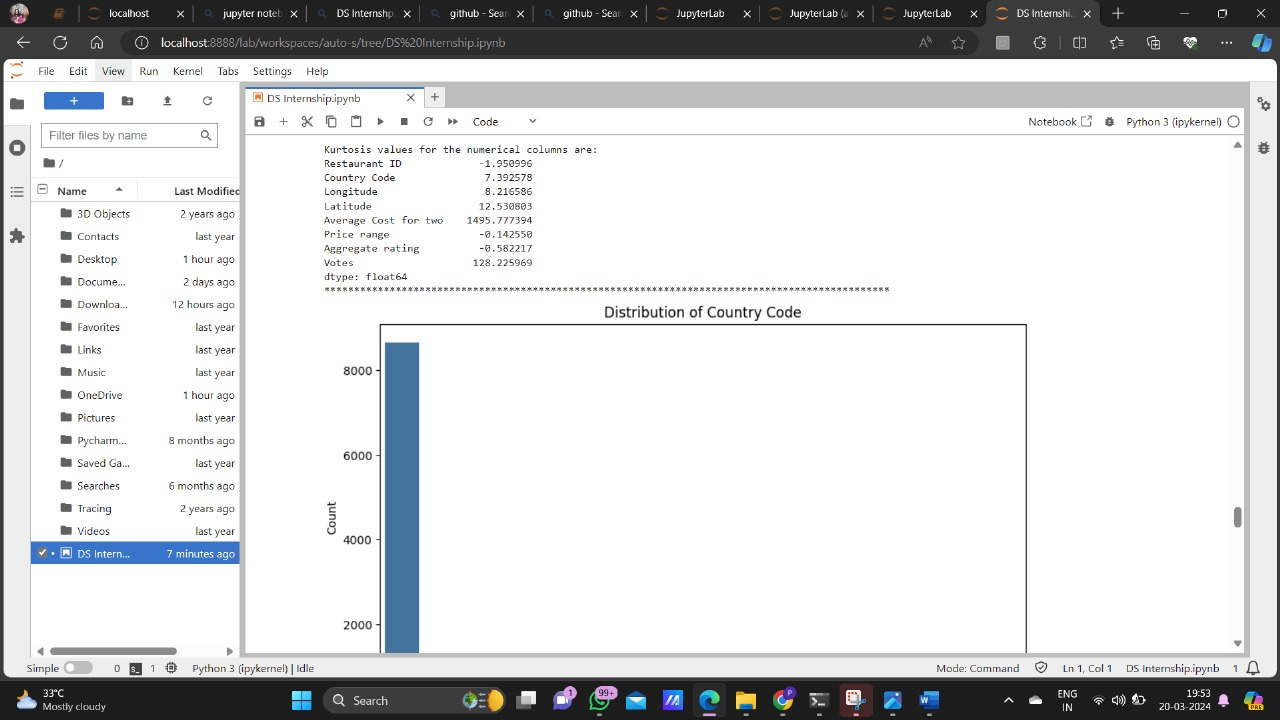 localhost
jupyter noteb
DS Internship.
github - Sear
github - Sear
JupyterLab
JupyterLab (a
JupyterLab
DS Internshi
localhost:8888/lab/workspaces/auto-s/tree/DS%20Internship.ipynb
File Edit View Run Kernel Tabs Settings Help
DS Internship.ipynb
Filter files by name
Code
Notebook
Python 3 (ipykernel)
/
Name Last Modified
3D Objects 2 years ago
Contacts last year
Desktop 1 hour ago
Docume... 2 days ago
Downloa... 12 hours ago
Favorites last year
Links last year
Music last year
OneDrive 1 hour ago
Pictures last year
Pycharm... 8 months ago
Saved Ga... last year
Searches 6 months ago
Tracing 2 years ago
Videos last year
DS Intern... 7 minutes ago
Kurtosis values for the numerical columns are:
Restaurant ID -1.950996
Country Code 7.392578
Longitude 8.216586
Latitude 12.530803
Average Cost for two 1495.777394
Price range -0.142550
Aggregate rating -0.582217
Votes 128.225969
dtype: float64
***********************************************************************************************
Distribution of Country Code
8000
6000
Count
4000
2000
Simple 0 1 Python 3 (ipykernel) | Idle
Mode: Command Ln 1, Col 1 DS Internship.ipynb 1
33°C
Mostly cloudy
Search
1
99+
P
ENG
IN
19:53
20-03-2024
PRE